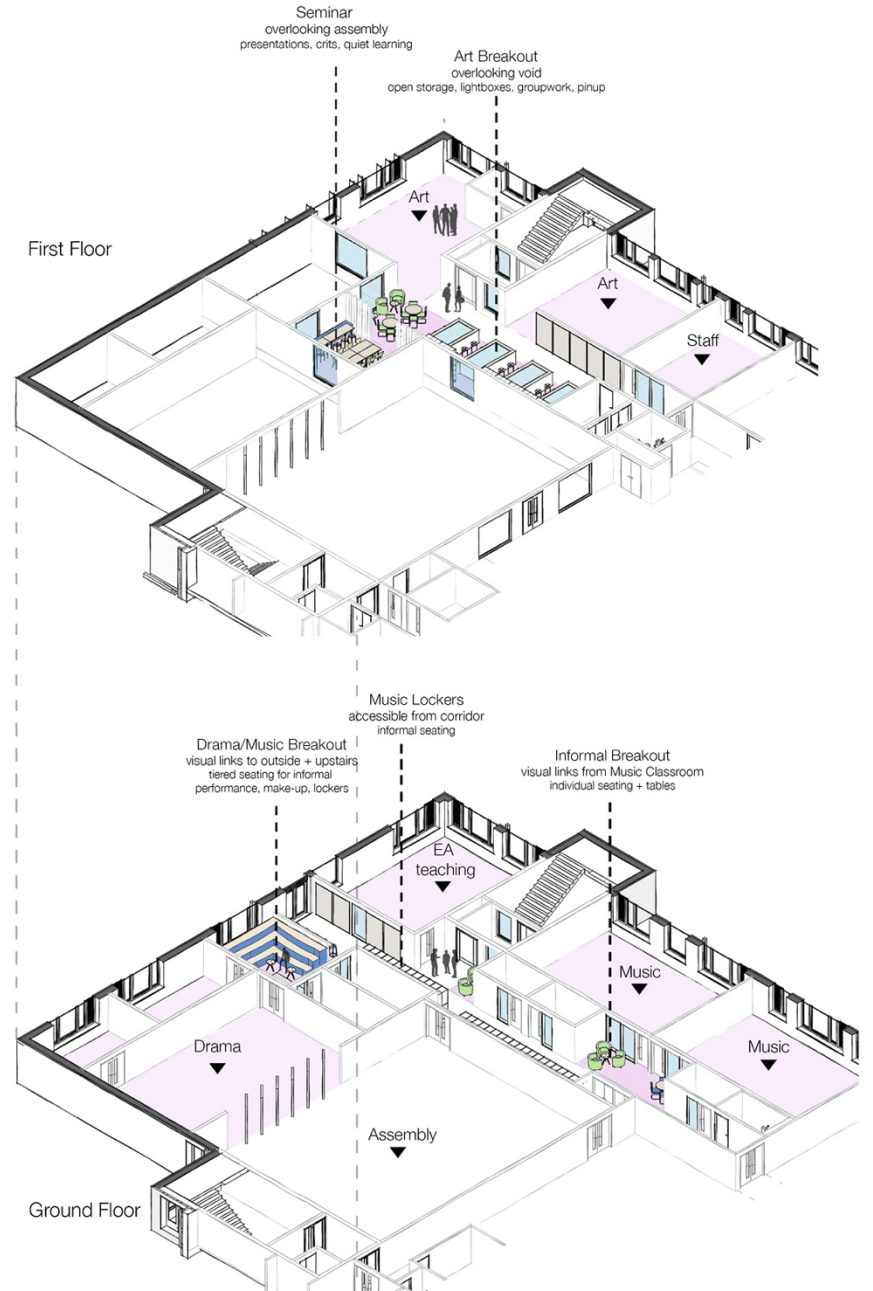 Seminar
overlooking assembly
presentations, crits, quiet learning
Art Breakout
overlooking void
open storage, lightboxes, groupwork, pinup
Art
First Floor
Art
Staff
Music Lockers
accessible from corridor
informal seating
Drama/Music Breakout
visual links to outside + upstairs
tiered seating for informal
performance, make-up, lockers
Informal Breakout
visual links from Music Classroom
individual seating + tables
EA
teaching
Music
Drama
Music
Assembly
Ground Floor